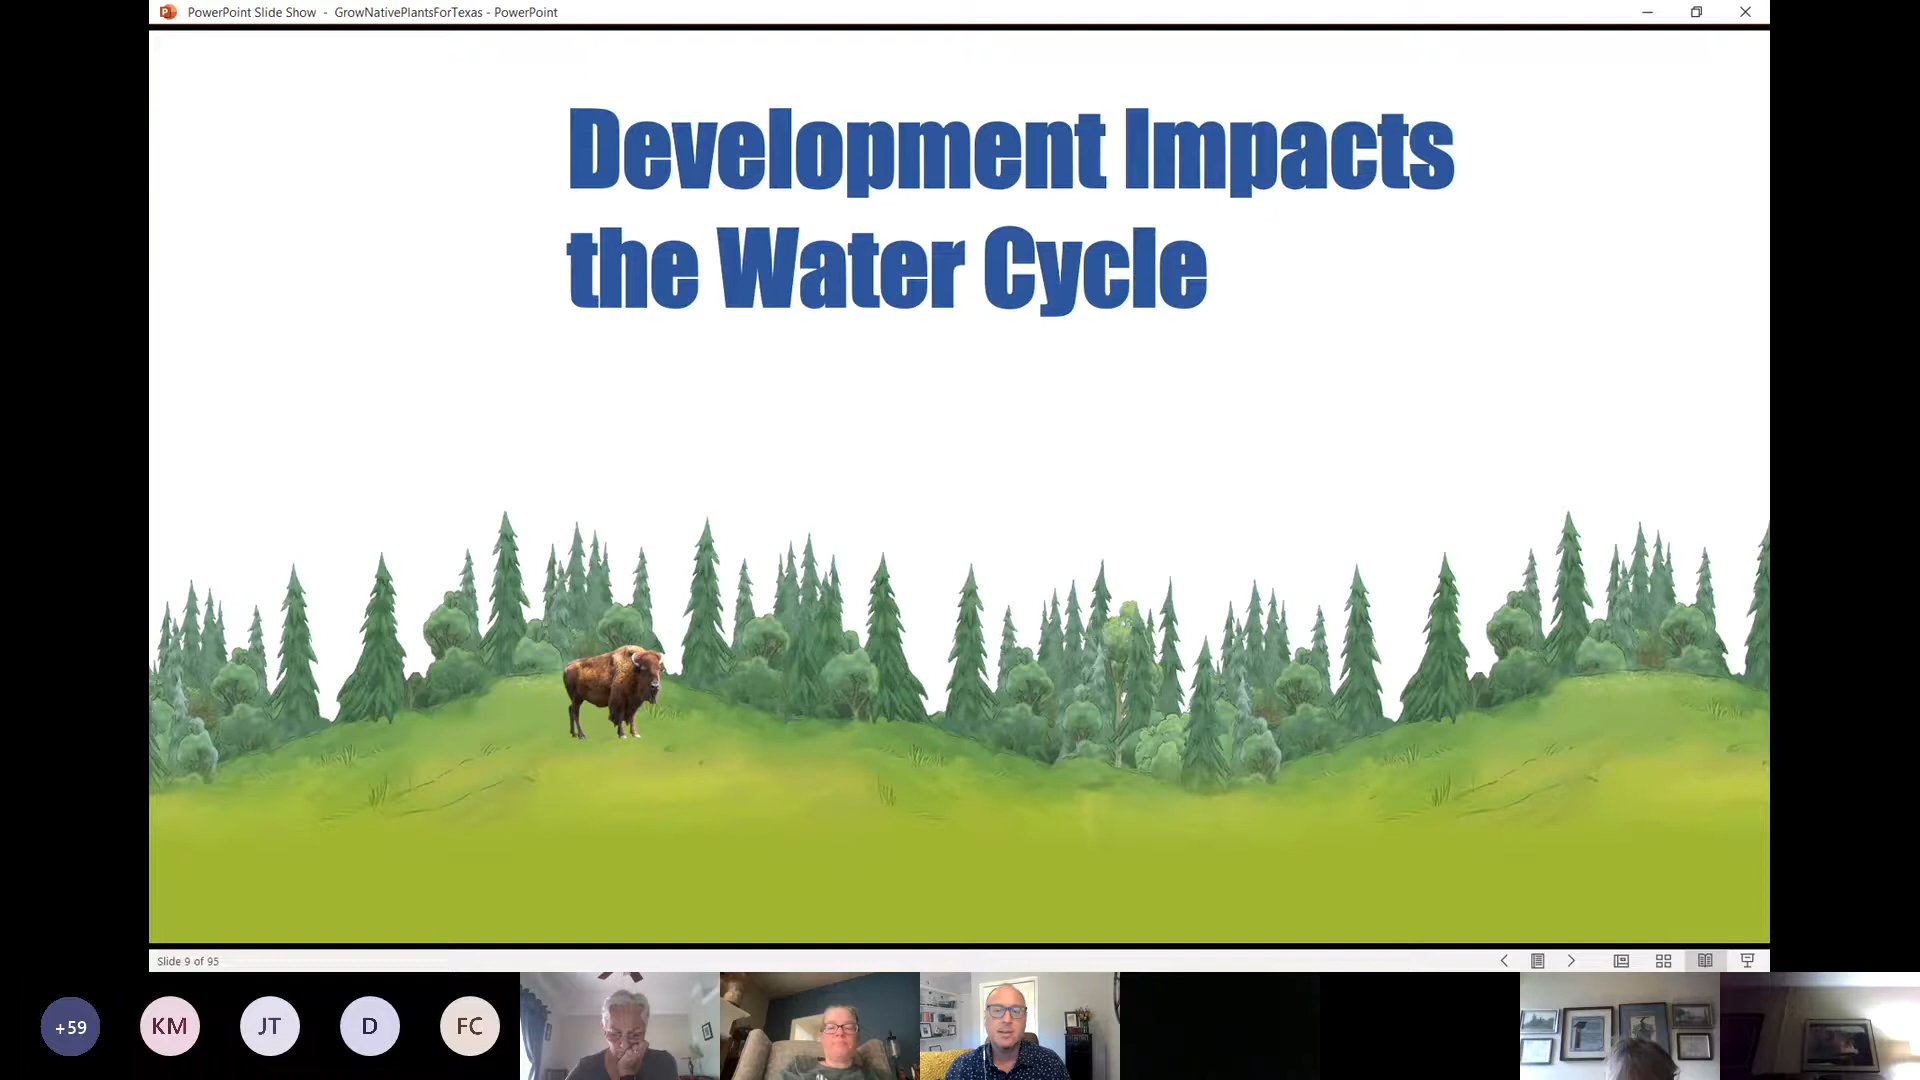 PowerPoint Slide Show - GrowNativePlantsForTexas - PowerPoint
Development Impacts
the Water Cycle
Slide 9 of 95
+59
KM
JT
D
FC